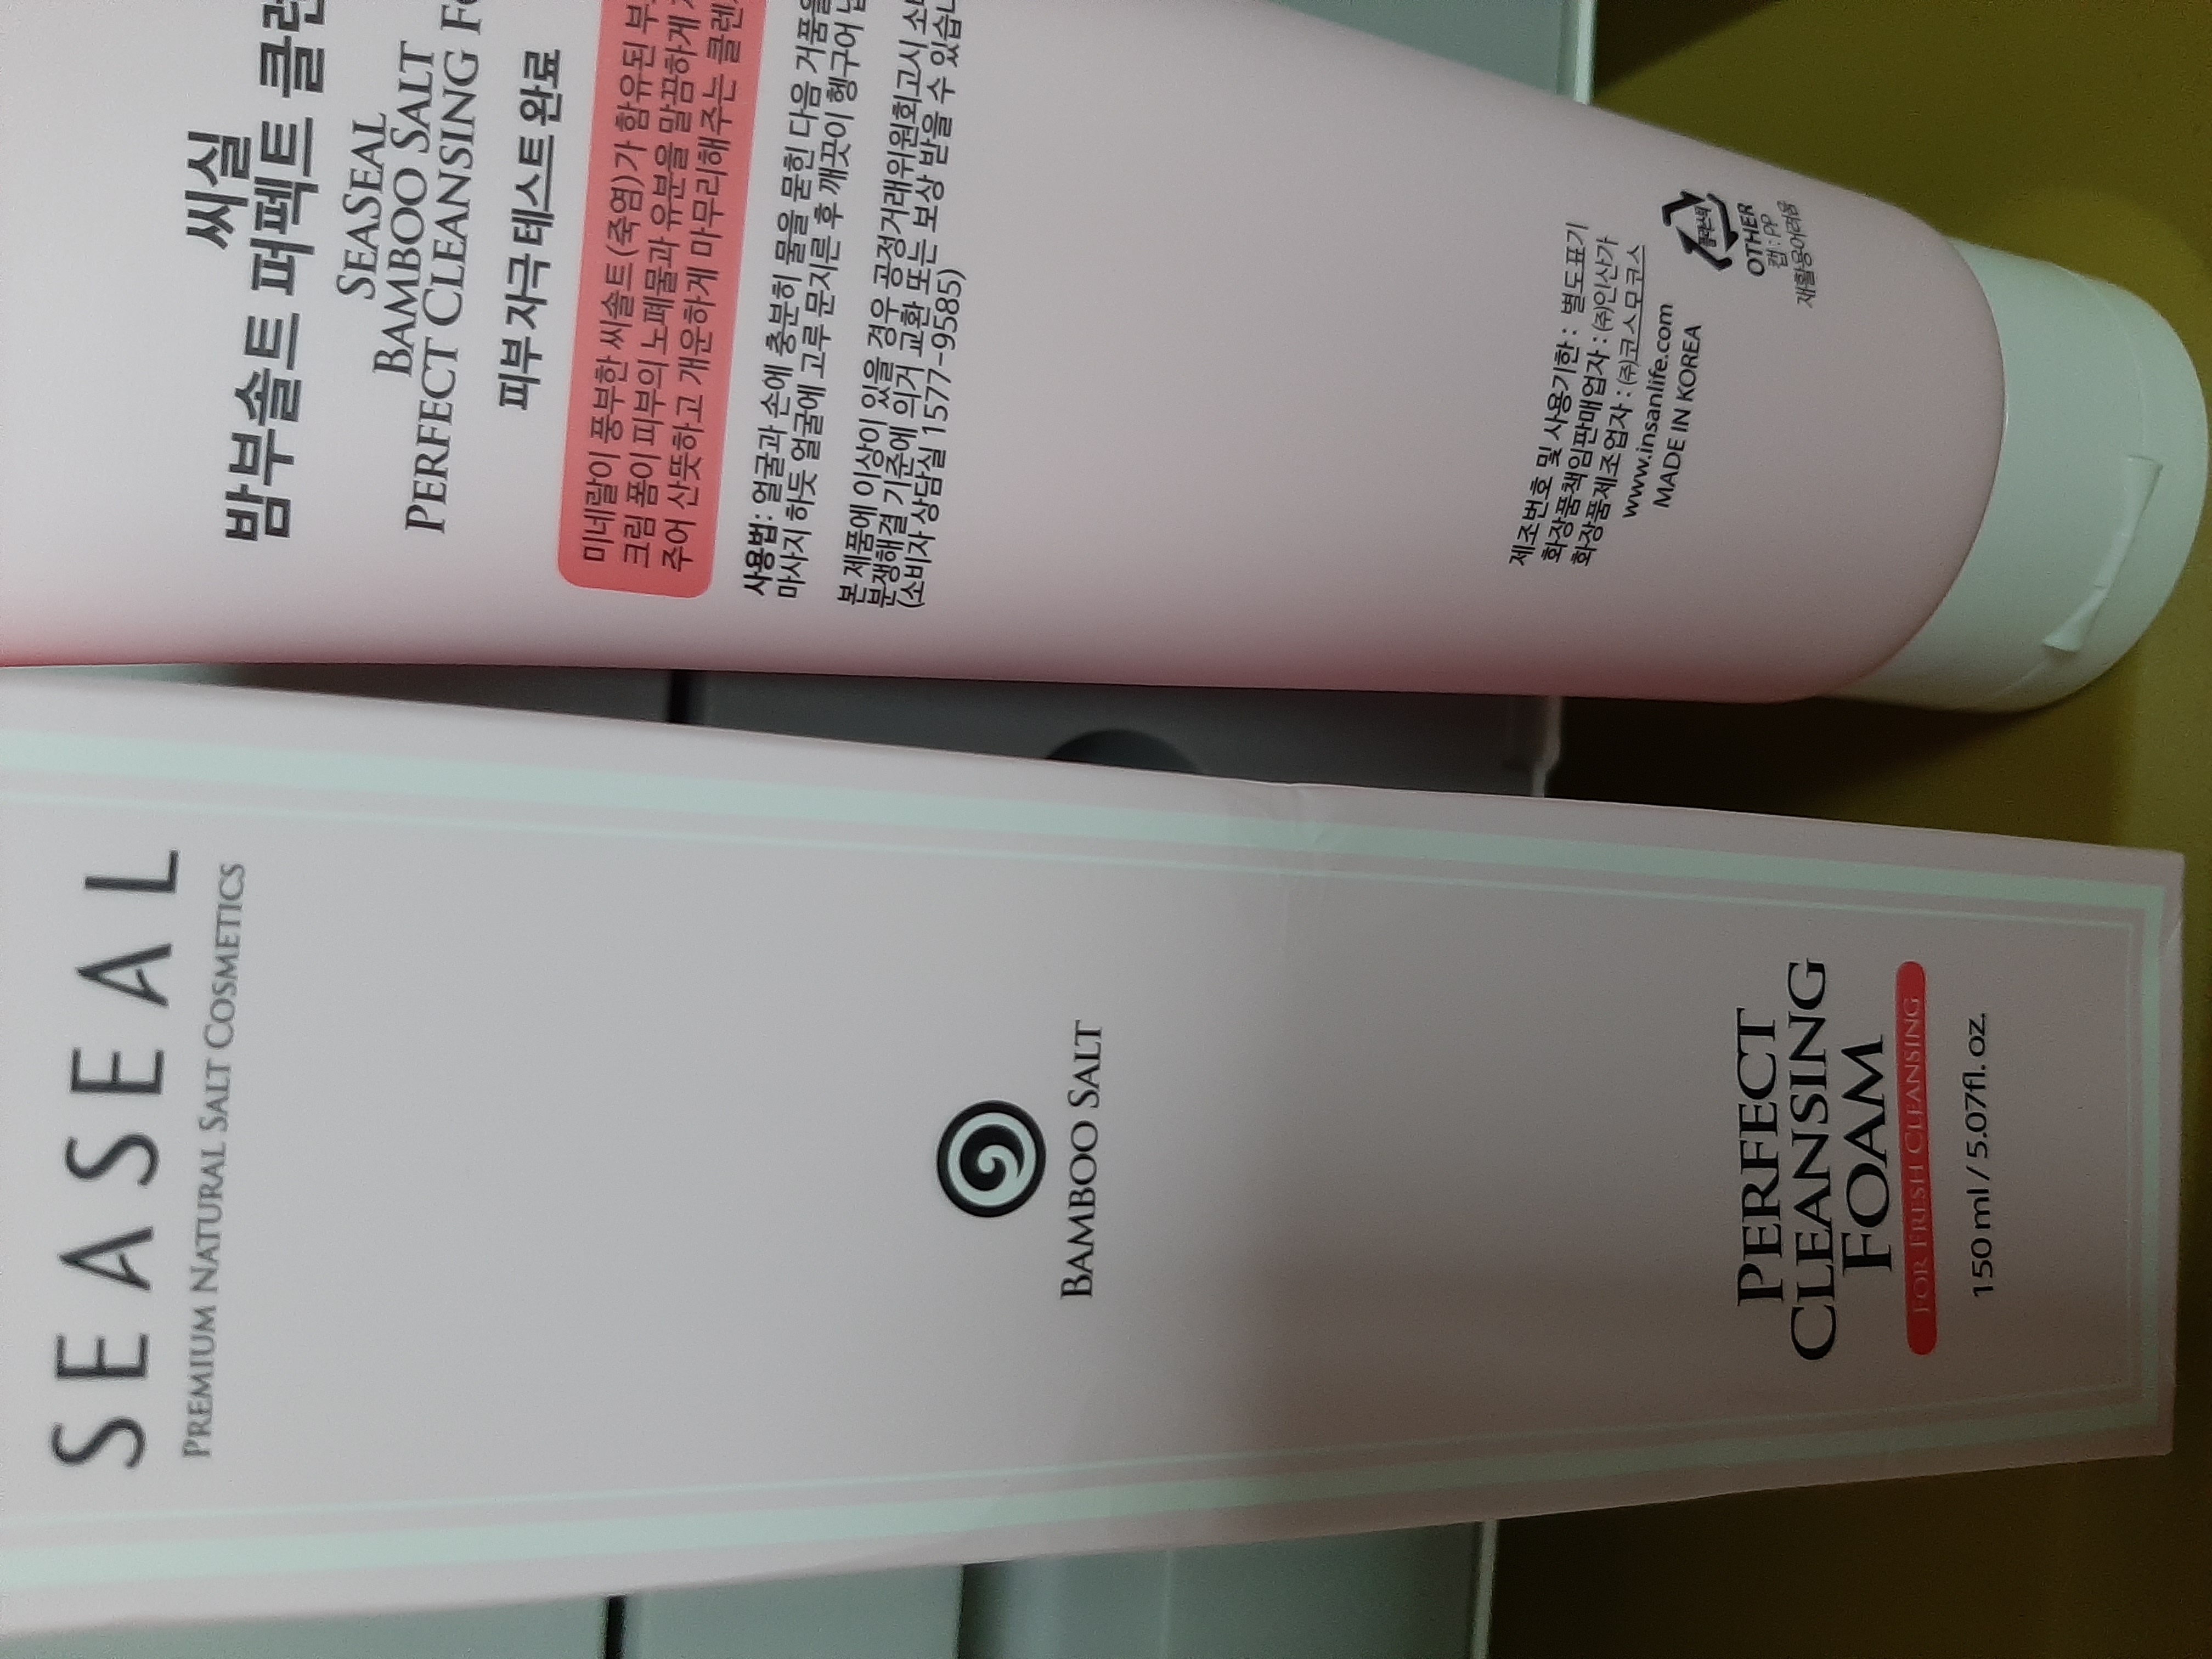 씨실
밤부솔트 퍼펙트
SEASEAL
BAMBOO SALT
PERFECT CLEANSING
피부 자극 테스트 완료
미네랄이 풍부한 씨솔트(죽염)가 함유된
크림 폼이 피부의 노폐물과 유분을 말끔하게
주어 산뜻하고 개운하게 마무리해주는
사용법: 얼굴과 손에 충분히 물을 묻힌 다음 거품을
마사지 하듯 얼굴에 고루 문지른 후 깨끗이 헹구어
본 제품에 이상이 있을 경우 공정거래위원회고시
분쟁해결 기준에 의거 교환 또는 보상 받을 수
(소비자 상담실 1577-9585)
제조번호 및 사용기한 : 별도표기
화장품책임판매업자 : (주)인산가
화장품제조업자 : (주)코스모코스
www.insanlife.com
MADE IN KOREA
플라스틱
OTHER
캡 : PP
재활용어려움
SEASEAL
PREMIUM NATURAL SALT COSMETICS
BAMBOO SALT
PERFECT
CLEANSING
FOAM
FOR FRESH CLEANSING
150 ml / 5.07fl. oz.